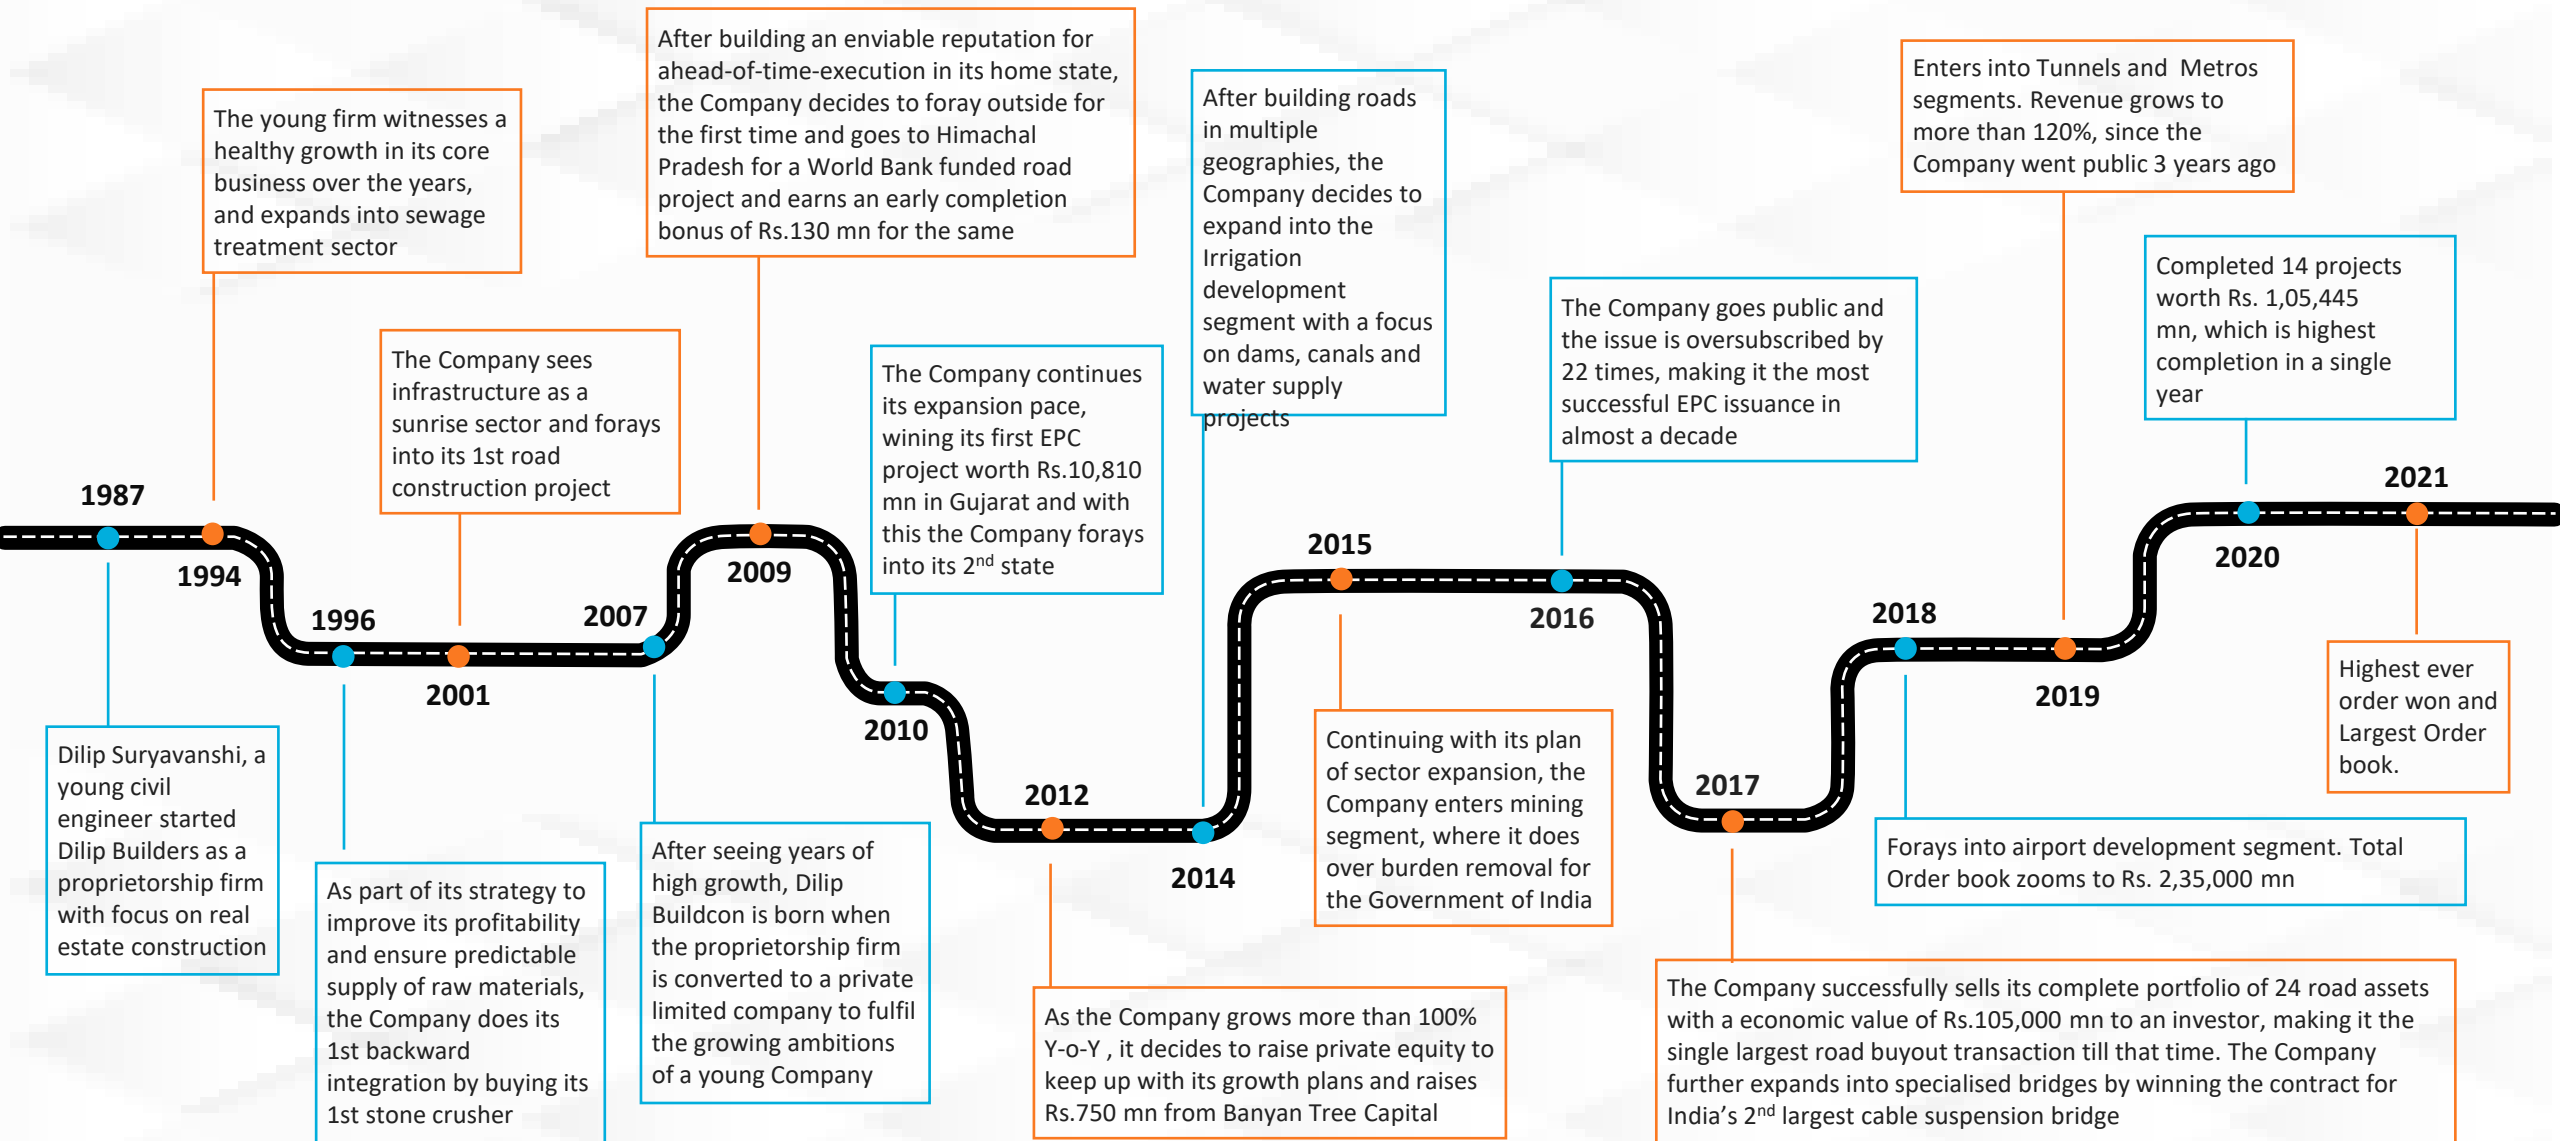 1987
Dilip Suryavanshi, a
young civil
engineer started
Dilip Builders as a
proprietorship firm
with focus on real
estate construction
The young firm witnesses a
healthy growth in its core
business over the years,
and expands into sewage
treatment sector
1994
1996
As part of its strategy to
improve its profitability
and ensure predictable
supply of raw materials,
the Company does its
1st backward
integration by buying its
1st stone crusher
The Company sees
infrastructure as a
sunrise sector and forays
into its 1st road
construction project
2001
2007
After seeing years of
high growth, Dilip
Buildcon is born when
the proprietorship firm
is converted to a private
limited company to fulfil
the growing ambitions
of a young Company
After building an enviable reputation for
ahead-of-time-execution in its home state,
the Company decides to foray outside for
the first time and goes to Himachal
Pradesh for a World Bank funded road
project and earns an early completion
bonus of Rs.130 mn for the same
2009
The Company continues
its expansion pace,
wining its first EPC
project worth Rs.10,810
mn in Gujarat and with
this the Company forays
into its 2nd state
2010
2012
As the Company grows more than 100%
Y-o-Y , it decides to raise private equity to
keep up with its growth plans and raises
Rs.750 mn from Banyan Tree Capital
After building roads
in multiple
geographies, the
Company decides to
expand into the
Irrigation
development
segment with a focus
on dams, canals and
water supply
projects
2014
2015
Continuing with its plan
of sector expansion, the
Company enters mining
segment, where it does
over burden removal for
the Government of India
The Company goes public and
the issue is oversubscribed by
22 times, making it the most
successful EPC issuance in
almost a decade
2016
2017
The Company successfully sells its complete portfolio of 24 road assets
with a economic value of Rs.105,000 mn to an investor, making it the
single largest road buyout transaction till that time. The Company
further expands into specialised bridges by winning the contract for
India's 2nd largest cable suspension bridge
2018
Forays into airport development segment. Total
Order book zooms to Rs. 2,35,000 mn
Enters into Tunnels and  Metros
segments. Revenue grows to
more than 120%, since the
Company went public 3 years ago
2019
Completed 14 projects
worth Rs. 1,05,445
mn, which is highest
completion in a single
year
2020
2021
Highest ever
order won and
Largest Order
book.